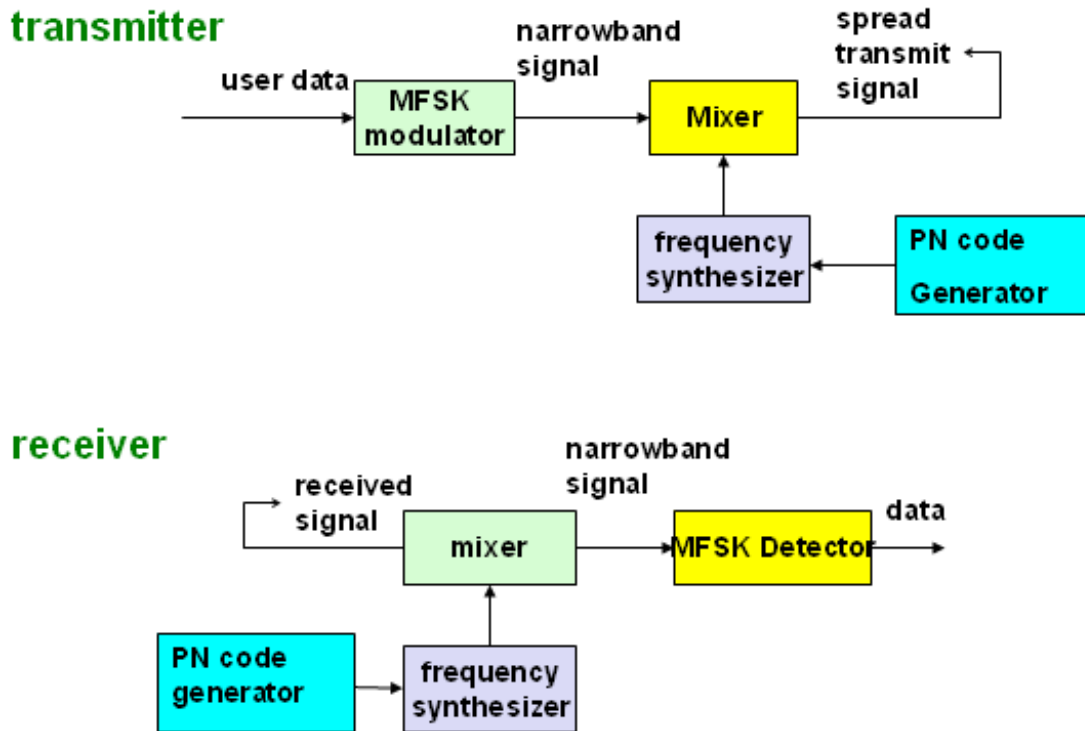 transmitter
user data
narrowband
signal
spread
transmit
signal
MFSK
modulator
Mixer
frequency
synthesizer
PN code
Generator
receiver
received
signal
narrowband
signal
data
mixer
MFSK Detector
PN code
generator
frequency
synthesizer